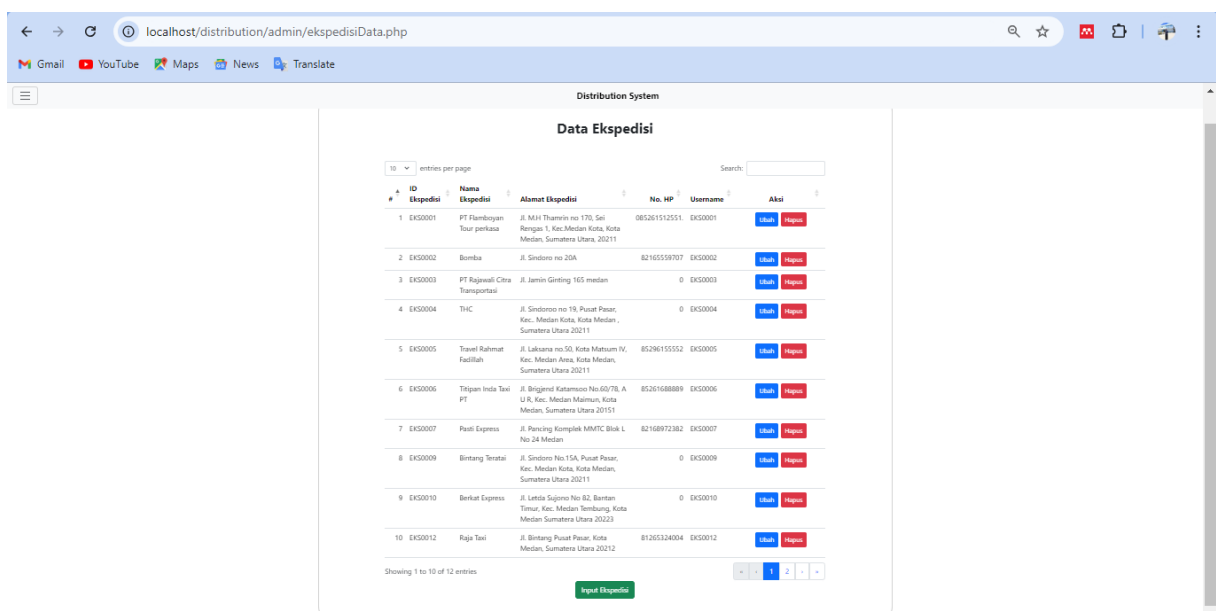 localhost/distribution/admin/ekspedisiData.php
Gmail YouTube Maps News Translate
Distribution System
Data Ekspedisi
10 entries per page Search:
# ID Ekspedisi Nama Ekspedisi Alamat Ekspedisi No. HP Username Aksi
1 EKS0001 PT Flamboyan 085261512551. EKS0001 Ubah Hapus
Tour perkasa
Jl. M.H Thamrin no 170, Sei
Rengas 1, Kec.Medan Kota, Kota
Medan, Sumatera Utara, 20211
2 EKS0002 Bomba Jl. Sindoro no 20A 82165559707 EKS0002 Ubah Hapus
3 EKS0003 PT Rajawali Citra Jl. Jamin Ginting 165 medan 0 EKS0003 Ubah Hapus
Transportasi
4 EKS0004 THC Jl. Sindoroo no 19, Pusat Pasar, 0 EKS0004 Ubah Hapus
Kec.. Medan Kota, Kota Medan ,
Sumatera Utara 20211
5 EKS0005 Travel Rahmat Jl. Laksana no.50, Kota Matsum IV, 85296155552 EKS0005 Ubah Hapus
Fadillah Kec. Medan Area, Kota Medan,
Sumatera Utara 20211
6 EKS0006 Titipan Inda Taxi Jl. Brigjend Katamsoo No.60/78, A 85261688889 EKS0006 Ubah Hapus
PT U R, Kec. Medan Maimun, Kota
Medan, Sumatera Utara 20151
7 EKS0007 Pasti Express Jl. Pancing Komplek MMTC Blok L 82168972382 EKS0007 Ubah Hapus
No 24 Medan
8 EKS0009 Bintang Teratai Jl. Sindoro No.15A, Pusat Pasar, 0 EKS0009 Ubah Hapus
Kec. Medan Kota, Kota Medan,
Sumatera Utara 20211
9 EKS0010 Berkat Express Jl. Letda Sujono No 82, Bantan 0 EKS0010 Ubah Hapus
Timur, Kec. Medan Tembung, Kota
Medan Sumatera Utara 20223
10 EKS0012 Raja Taxi Jl. Bintang Pusat Pasar, Kota 81265324004 EKS0012 Ubah Hapus
Medan, Sumatera Utara 20212
Showing 1 to 10 of 12 entries « ‹ 1 2 › »
Input Ekspedisi